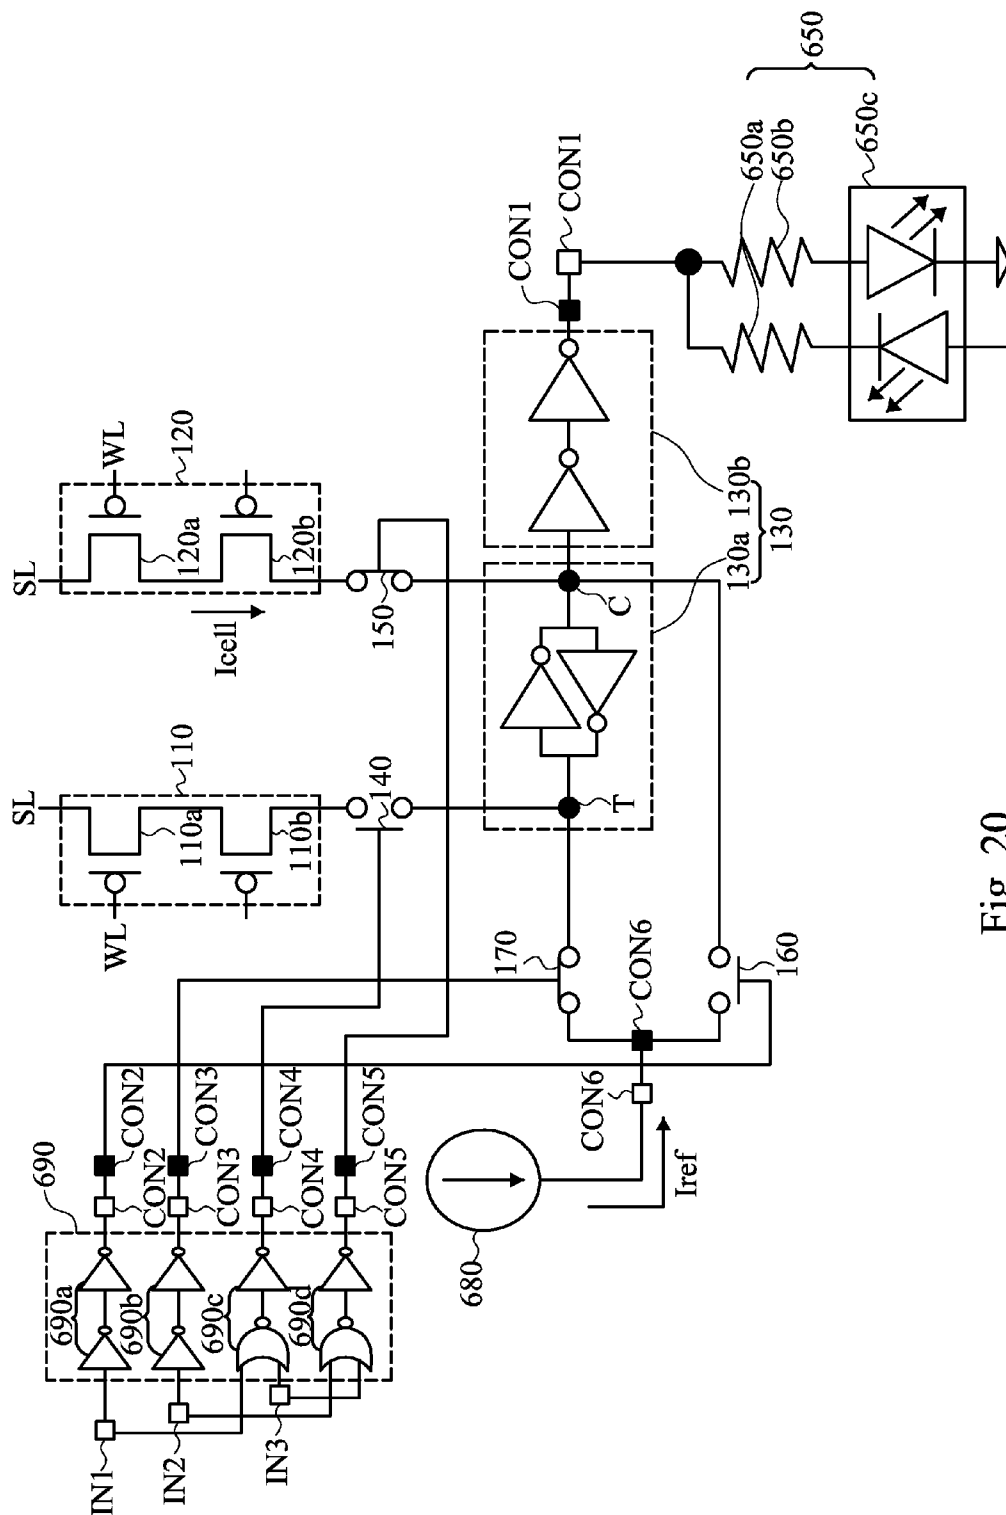 SL
SL
WL
WL
110
120
110a
110b
120a
120b
Icell
140
150
690
690a
690b
690c
690d
IN1
IN2
IN3
CON2
CON2
CON3
CON3
CON4
CON4
CON5
CON5
170
160
CON6
CON6
680
Iref
T
C
130a
130b
130
CON1
CON1
650
650a
650b
650c
Fig. 20